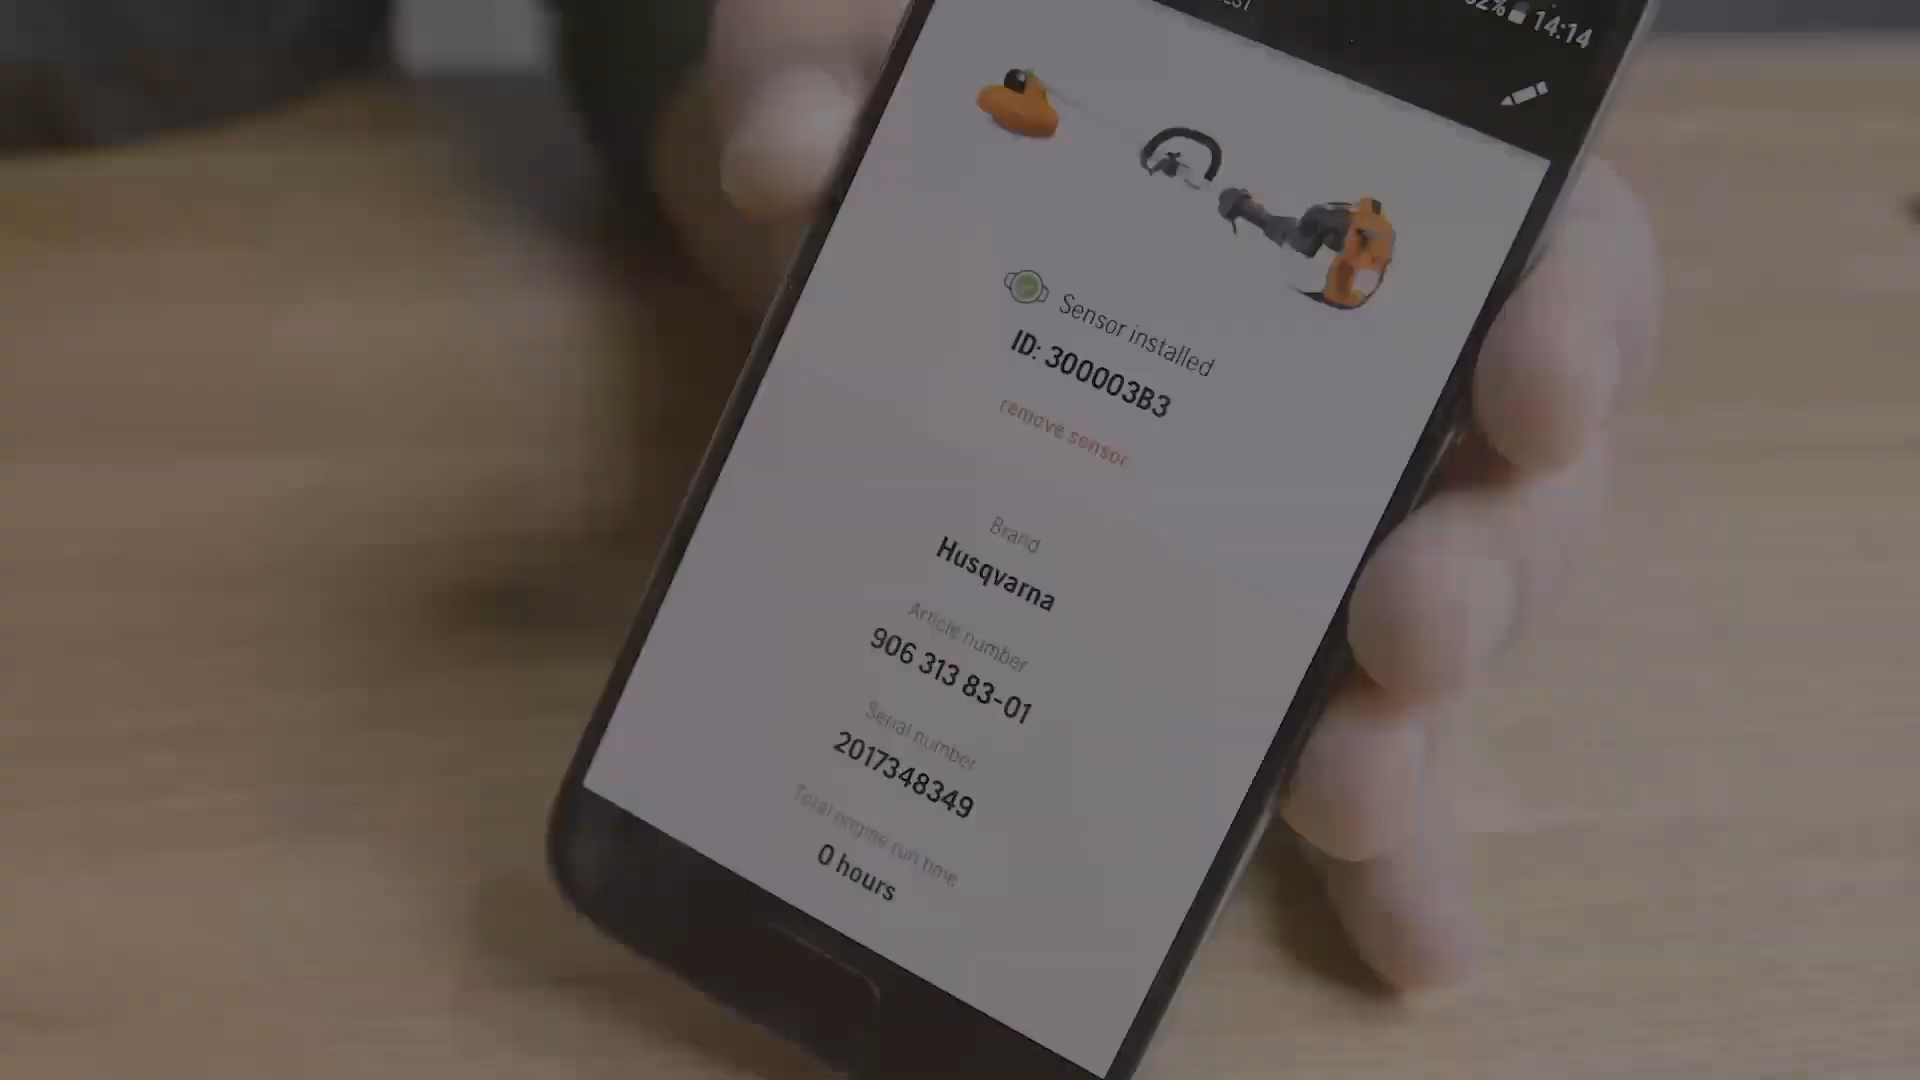 14:14
Sensor installed
ID: 300003B3
remove sensor
Brand
Husqvarna
Article number
906 313 83-01
Serial number
2017348349
Total engine run time
0 hours